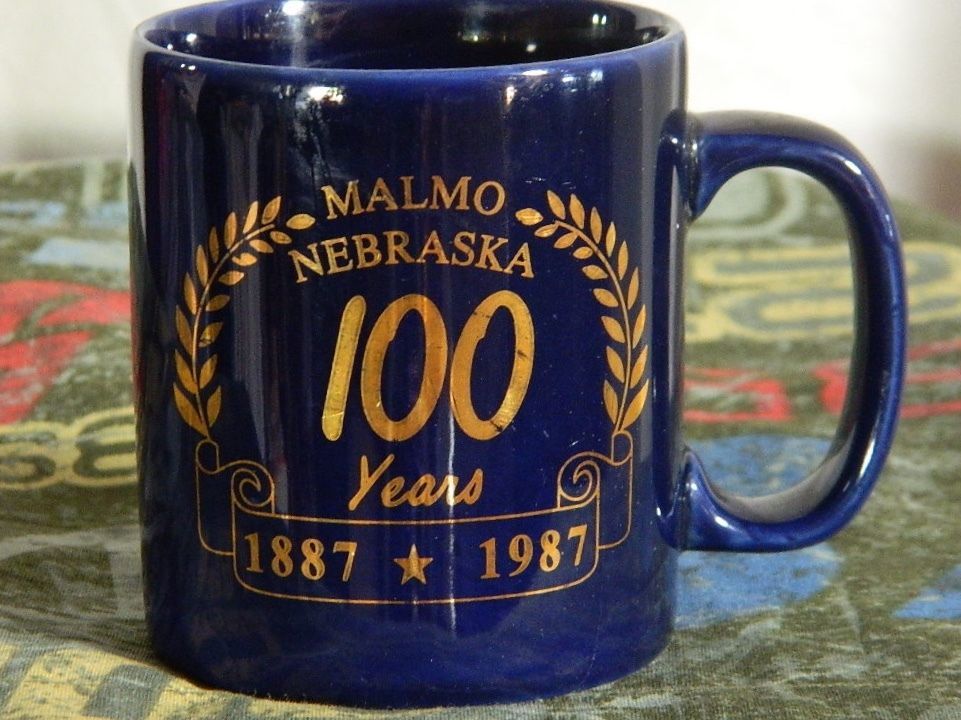 MALMO
NEBRASKA
100
Years
1887 ★ 1987